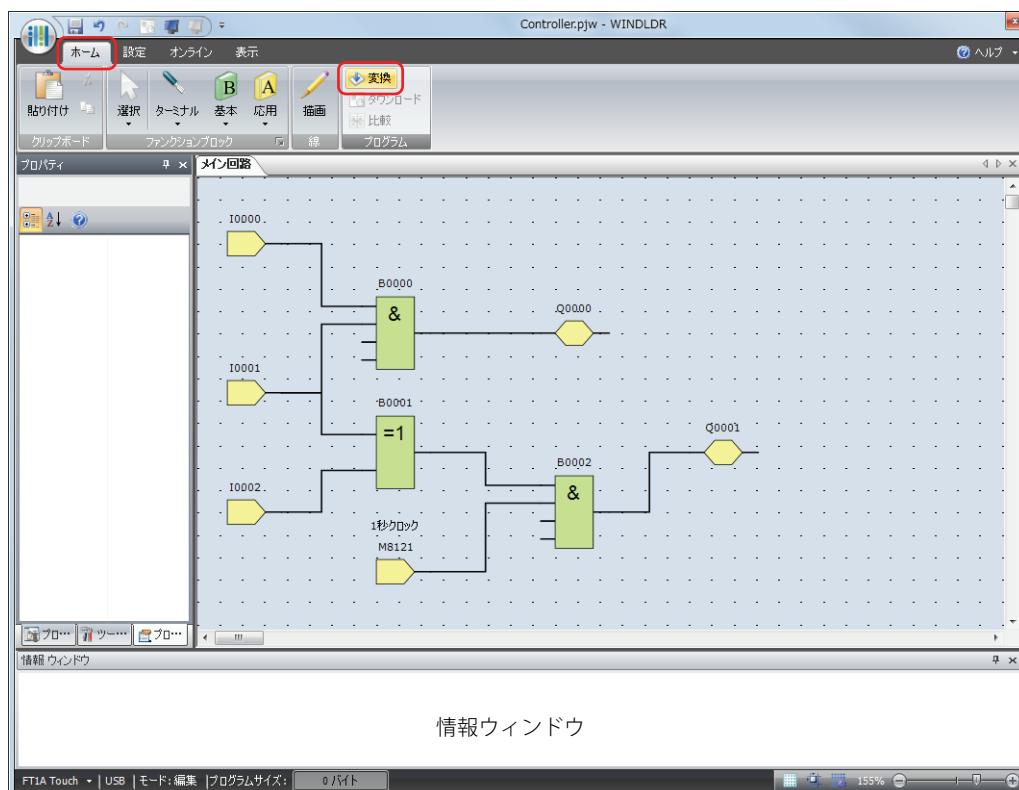 Controller.pjw - WINDLDR
ホーム 設定 オンライン 表示 ヘルプ
貼り付け 選択 ターミナル B 基本 A 応用 描画 変換
ダウンロード
比較
クリップボード ファンクションブロック 線 プログラム
プロパティ メイン回路
I0000
B0000
&
Q0000
I0001
B0001
=1
Q0001
B0002
&
I0002
1秒クロック
M8121
プロ… ツー… プロ…
情報 ウィンドウ
情報ウィンドウ
FT1A Touch | USB | モード: 編集 | プログラムサイズ: 0 バイト 155%